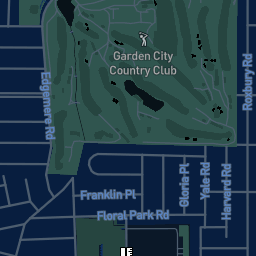 Garden City
Country Club
Edgemere Rd
Roxbury Rd
Gloria Pl
Yale Rd
Harvard Rd
Franklin Pl
Floral Park Rd